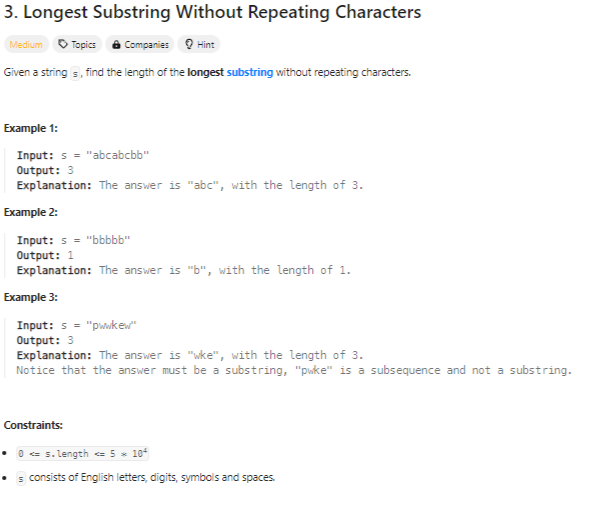 3. Longest Substring Without Repeating Characters
Medium Topics Companies Hint
Given a string s, find the length of the longest substring without repeating characters.
Example 1:
Input: s = "abcabcbb"
Output: 3
Explanation: The answer is "abc", with the length of 3.
Example 2:
Input: s = "bbbbb"
Output: 1
Explanation: The answer is "b", with the length of 1.
Example 3:
Input: s = "pwwkew"
Output: 3
Explanation: The answer is "wke", with the length of 3.
Notice that the answer must be a substring, "pwke" is a subsequence and not a substring.
Constraints:
• 0 <= s.length <= 5 * 10⁴
• s consists of English letters, digits, symbols and spaces.